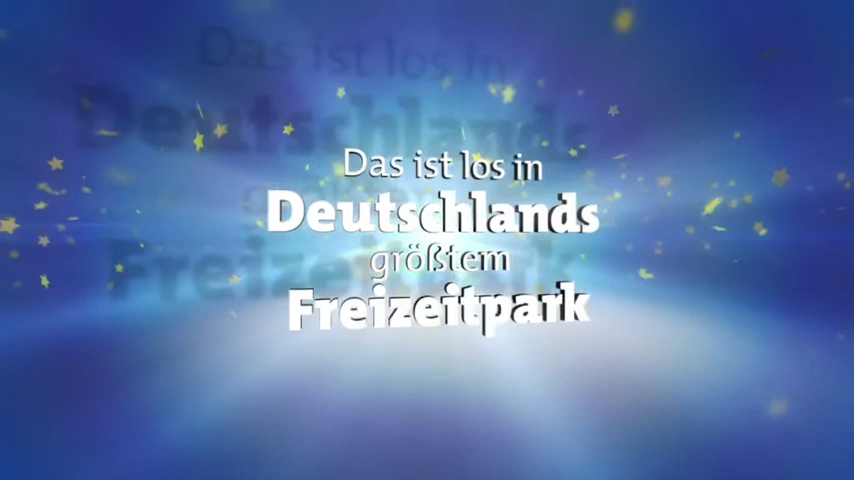 Das ist los in
Deutschlands
größtem
Freizeitpark